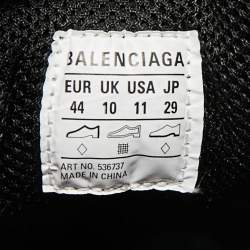 BALENCIAGA
EUR UK USA JP
44 10 11 29
ART NO. 536737
MADE IN CHINA